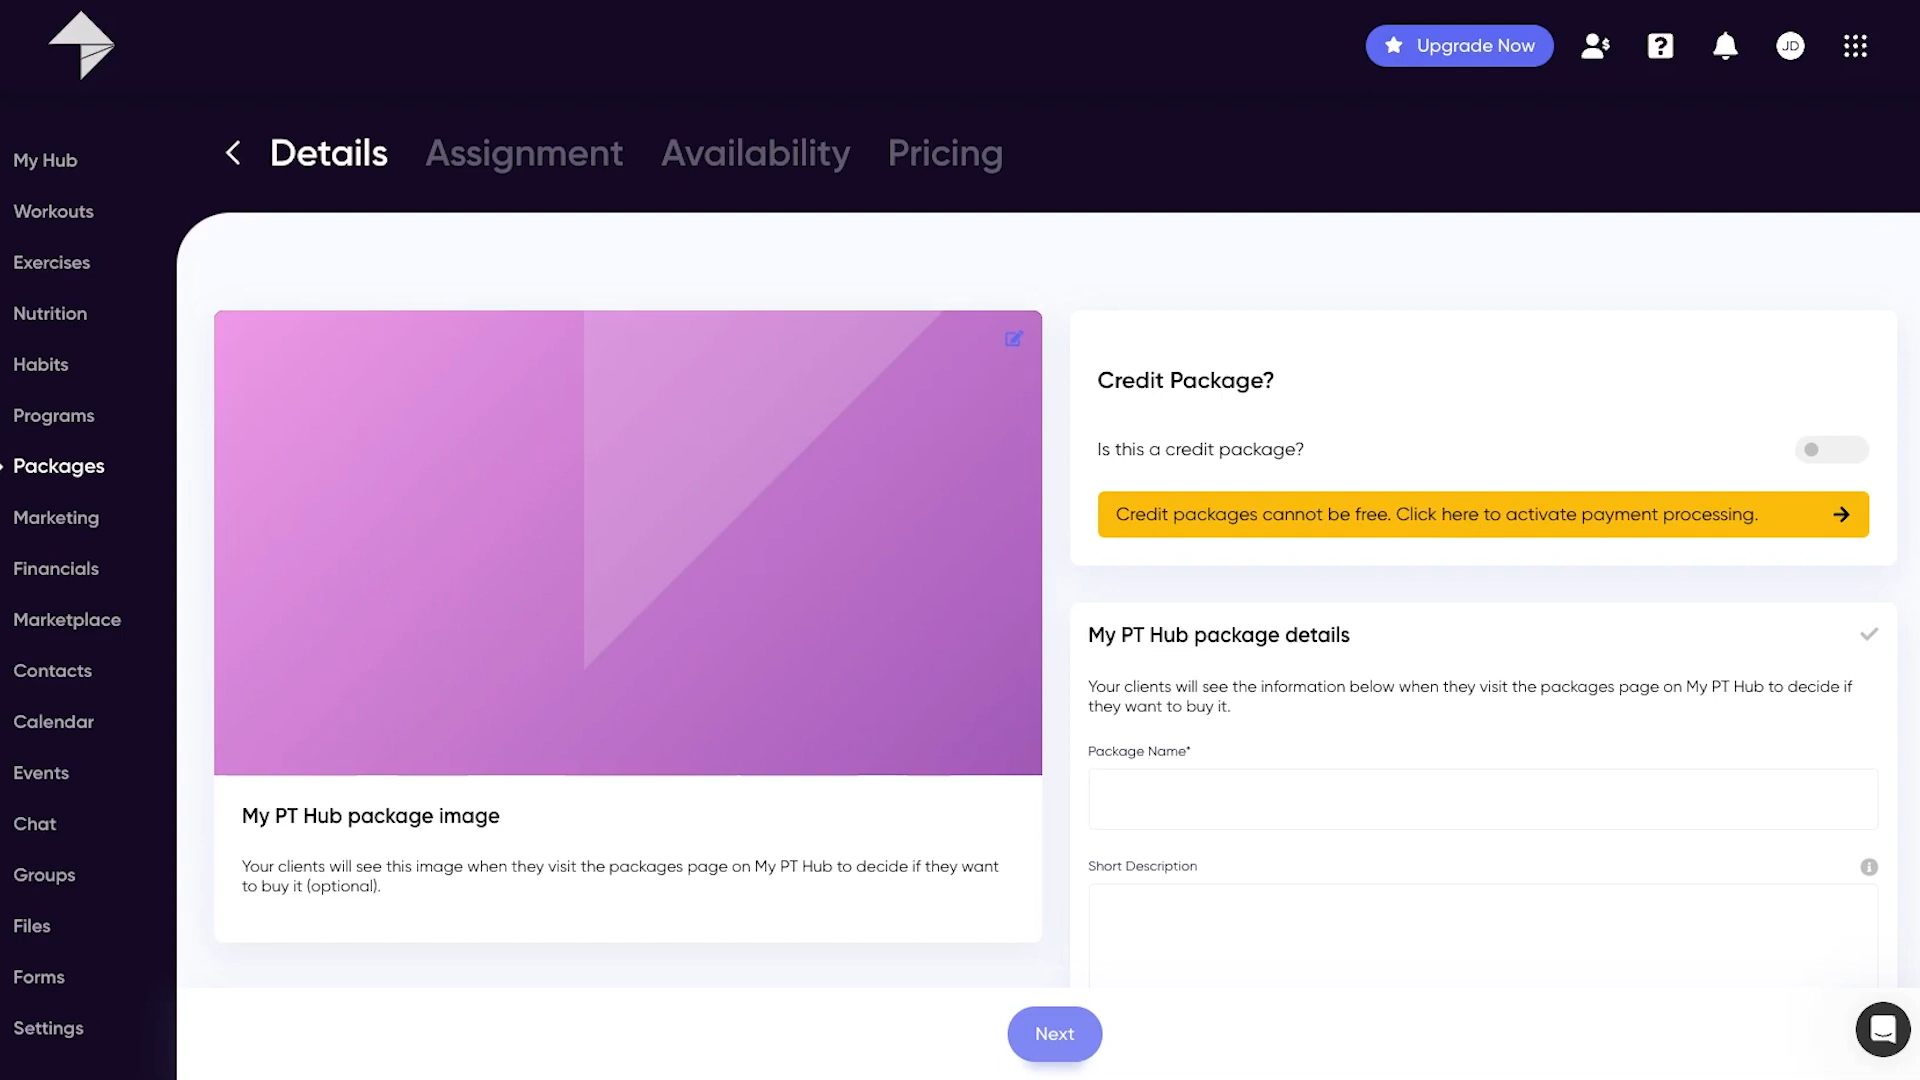 Upgrade Now
?
JD
$
Details Assignment Availability Pricing
My Hub
Workouts
Exercises
Nutrition
Habits
Programs
Packages
Marketing
Financials
Marketplace
Contacts
Calendar
Events
Chat
Groups
Files
Forms
Settings
My PT Hub package image
Your clients will see this image when they visit the packages page on My PT Hub to decide if they want
to buy it (optional).
Credit Package?
Is this a credit package?
Credit packages cannot be free. Click here to activate payment processing.
My PT Hub package details
Your clients will see the information below when they visit the packages page on My PT Hub to decide if
they want to buy it.
Package Name*
Short Description
Next